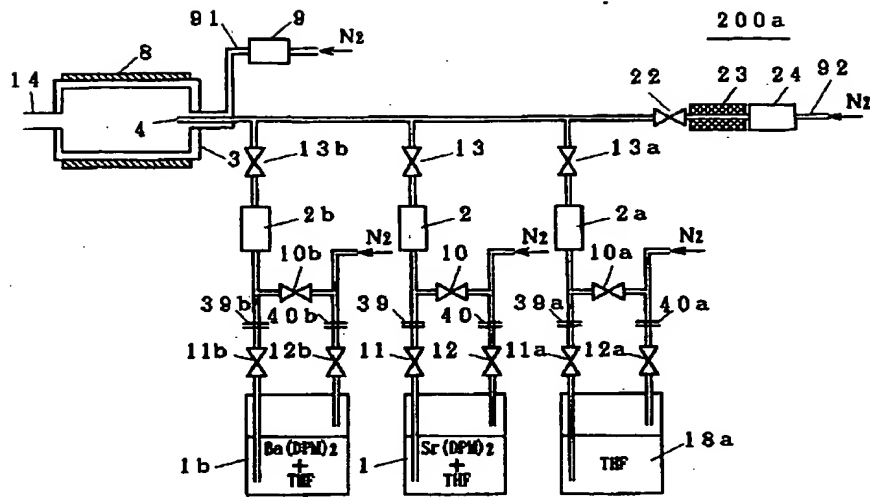 200a
91 9 N2
8
14
22 23 24 92
N2
4
3
13b 13 13a
2b 2 2a
N2 N2 N2
10b 10 10a
39b 40b 39 40 39a 40a
11b 12b 11 12 11a 12a
Ba(DPM)2 Sr(DPM)2
+ + THF
THF THF
1b 1 18a